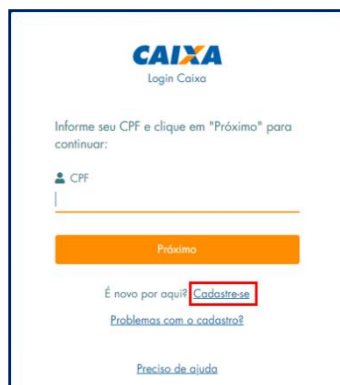 CAIXA
Login Caixa
Informe seu CPF e clique em "Próximo" para
continuar:
CPF
Próximo
É novo por aqui? Cadastre-se
Problemas com o cadastro?
Preciso de ajuda